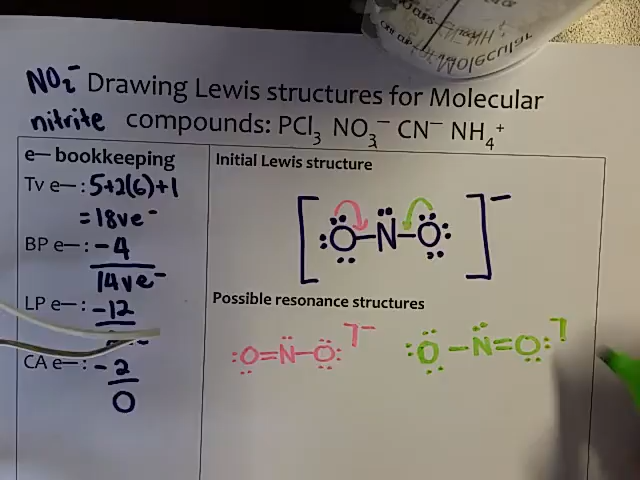 NO₂⁻ Drawing Lewis structures for Molecular
nitrite compounds: PCl₃ NO₃⁻ CN⁻ NH₄⁺
e— bookkeeping
Tv e—: 5+2(6)+1
= 18ve⁻
BP e—: -4
14ve⁻
LP e—: -12
CA e—: -2
0
Initial Lewis structure
[:O-N-O:]⁻
Possible resonance structures
:O=N-O:⁻
:O-N=O:
Molecular